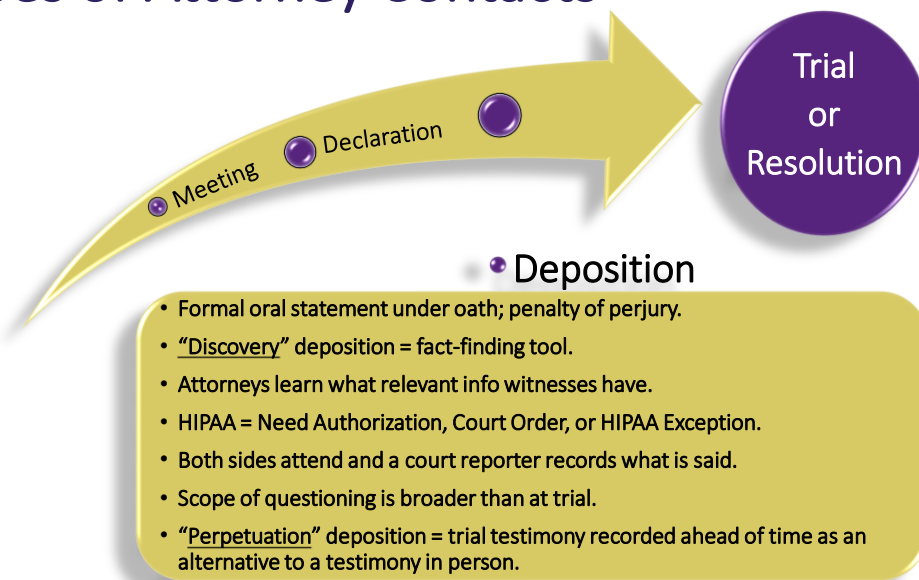 of Attorney Contacts
Trial
or
Resolution
Meeting
Declaration
• Deposition
• Formal oral statement under oath; penalty of perjury.
• “Discovery” deposition = fact-finding tool.
• Attorneys learn what relevant info witnesses have.
• HIPAA = Need Authorization, Court Order, or HIPAA Exception.
• Both sides attend and a court reporter records what is said.
• Scope of questioning is broader than at trial.
• “Perpetuation” deposition = trial testimony recorded ahead of time as an
alternative to a testimony in person.